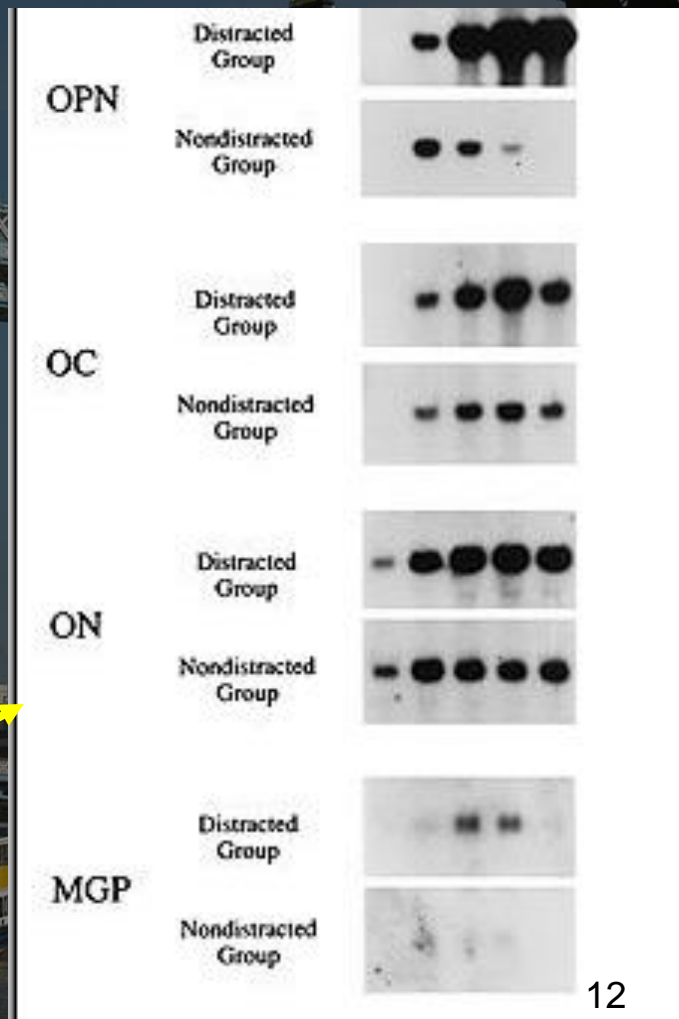 Distracted
Group
OPN
Nondistracted
Group
Distracted
Group
OC
Nondistracted
Group
Distracted
Group
ON
Nondistracted
Group
Distracted
Group
MGP
Nondistracted
Group
12